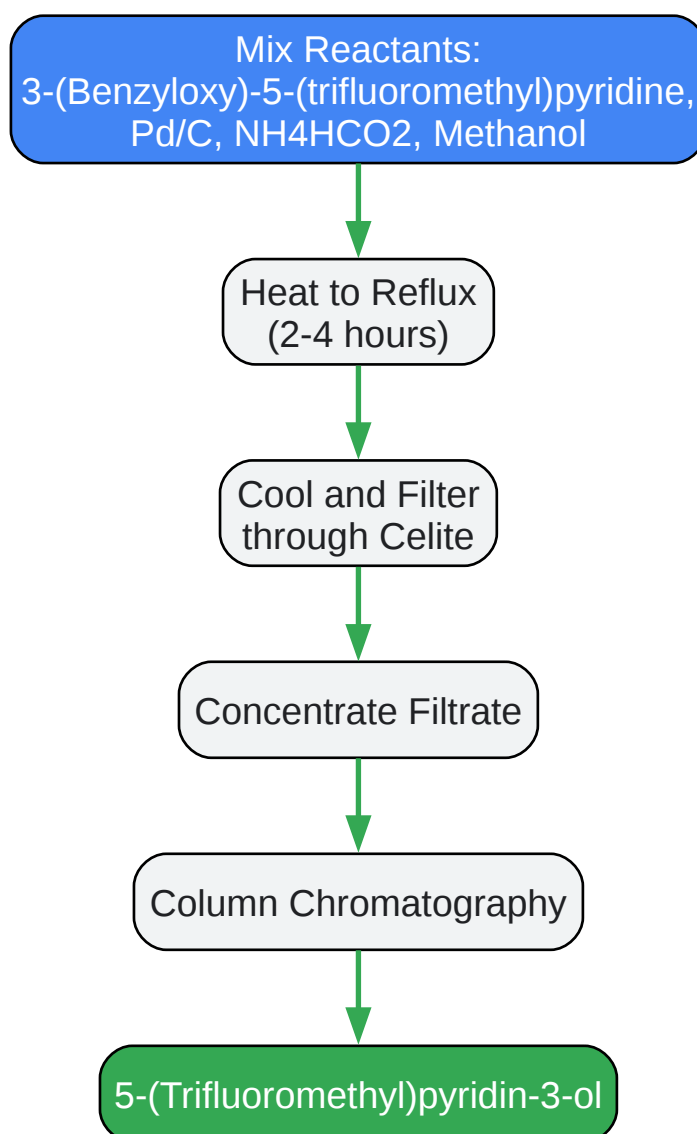 Mix Reactants:
3-(Benzyloxy)-5-(trifluoromethyl)pyridine,
Pd/C, NH4HCO2, Methanol
Heat to Reflux
(2-4 hours)
Cool and Filter
through Celite
Concentrate Filtrate
Column Chromatography
5-(Trifluoromethyl)pyridin-3-ol